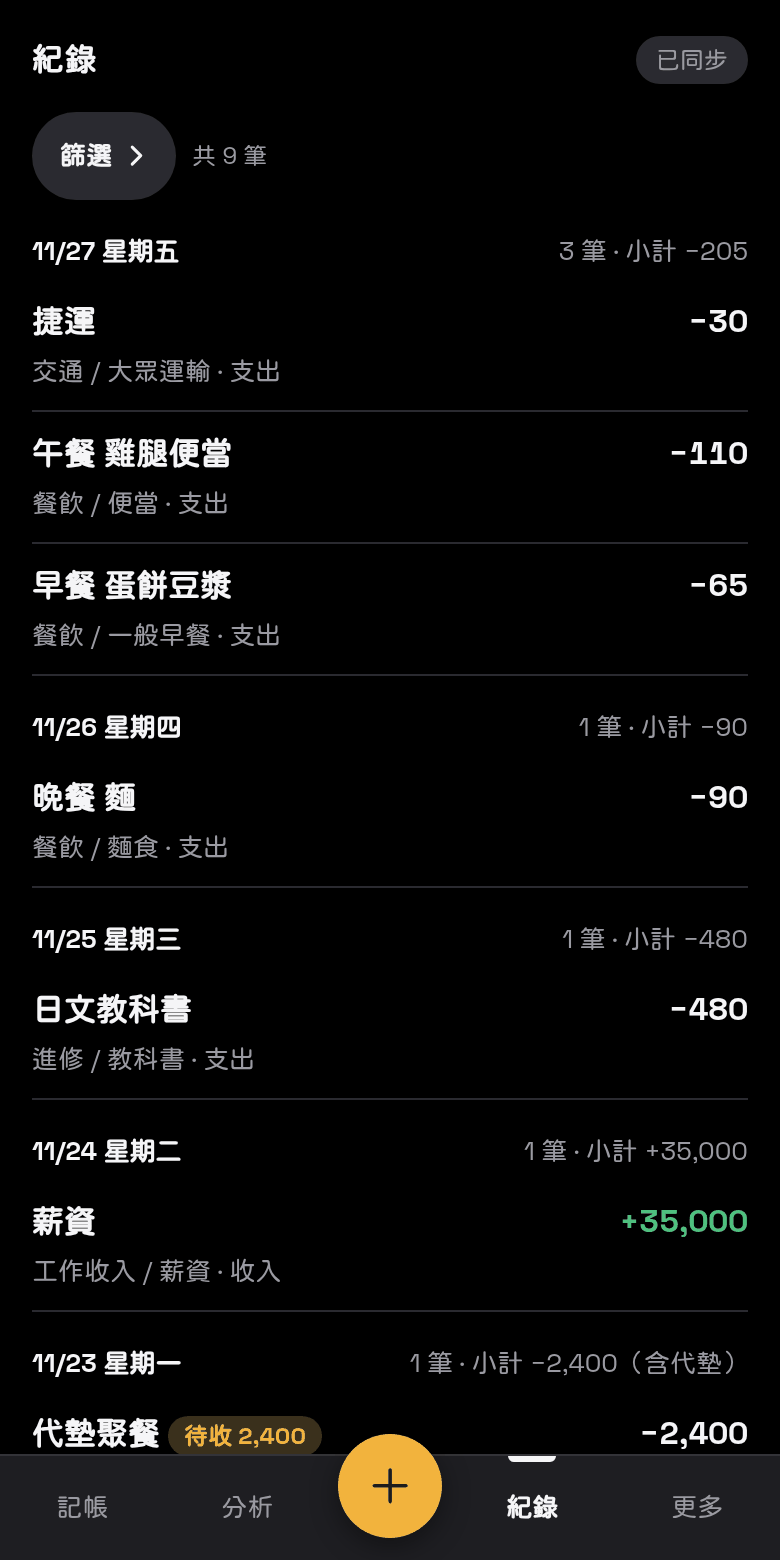 紀錄
已同步
篩選
共 9 筆
11/27 星期五
3 筆 · 小計 −205
捷運
−30
交通 / 大眾運輸 · 支出
午餐 雞腿便當
−110
餐飲 / 便當 · 支出
早餐 蛋餅豆漿
−65
餐飲 / 一般早餐 · 支出
11/26 星期四
1 筆 · 小計 −90
晚餐 麵
−90
餐飲 / 麵食 · 支出
11/25 星期三
1 筆 · 小計 −480
日文教科書
−480
進修 / 教科書 · 支出
11/24 星期二
1 筆 · 小計 +35,000
薪資
+35,000
工作收入 / 薪資 · 收入
11/23 星期一
1 筆 · 小計 −2,400（含代墊）
代墊聚餐 待收 2,400
−2,400
記帳
分析
紀錄
更多